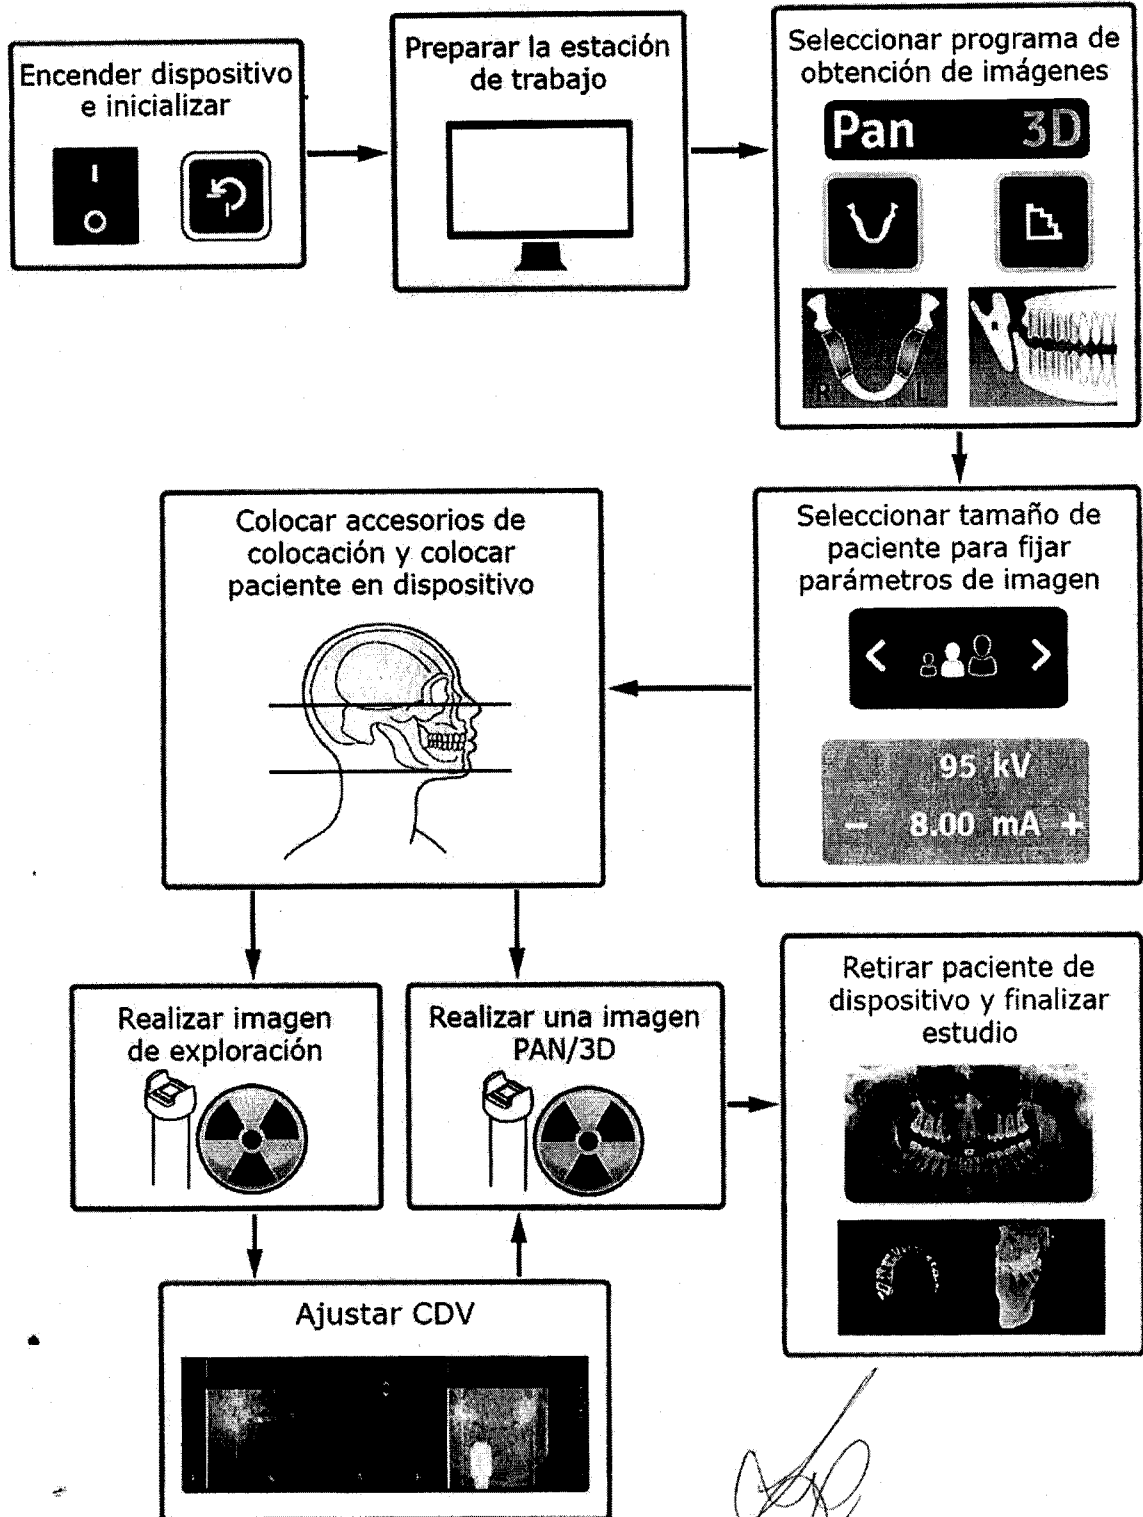 Encender dispositivo
e inicializar
Preparar la estación
de trabajo
Seleccionar programa de
obtención de imágenes
Pan 3D
R L
Seleccionar tamaño de
paciente para fijar
parámetros de imagen
< >
95 kV
− 8.00 mA +
Colocar accesorios de
colocación y colocar
paciente en dispositivo
Realizar imagen
de exploración
Realizar una imagen
PAN/3D
Retirar paciente de
dispositivo y finalizar
estudio
Ajustar CDV